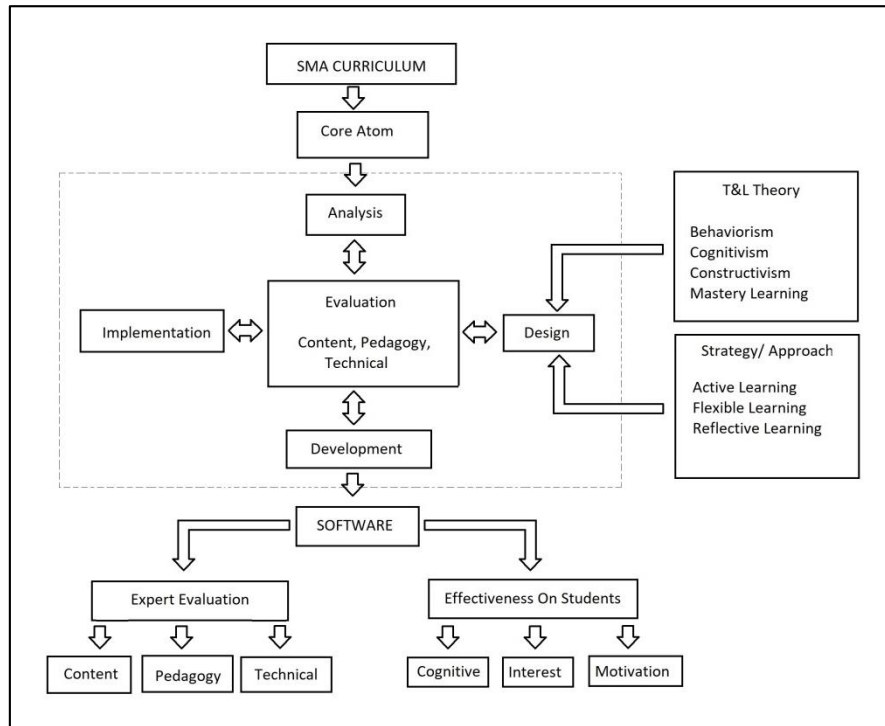 SMA CURRICULUM
Core Atom
Analysis
T&L Theory
Behaviorism
Cognitivism
Constructivism
Mastery Learning
Evaluation
Content, Pedagogy,
Technical
Implementation
Design
Strategy/ Approach
Active Learning
Flexible Learning
Reflective Learning
Development
SOFTWARE
Expert Evaluation
Effectiveness On Students
Content
Pedagogy
Technical
Cognitive
Interest
Motivation